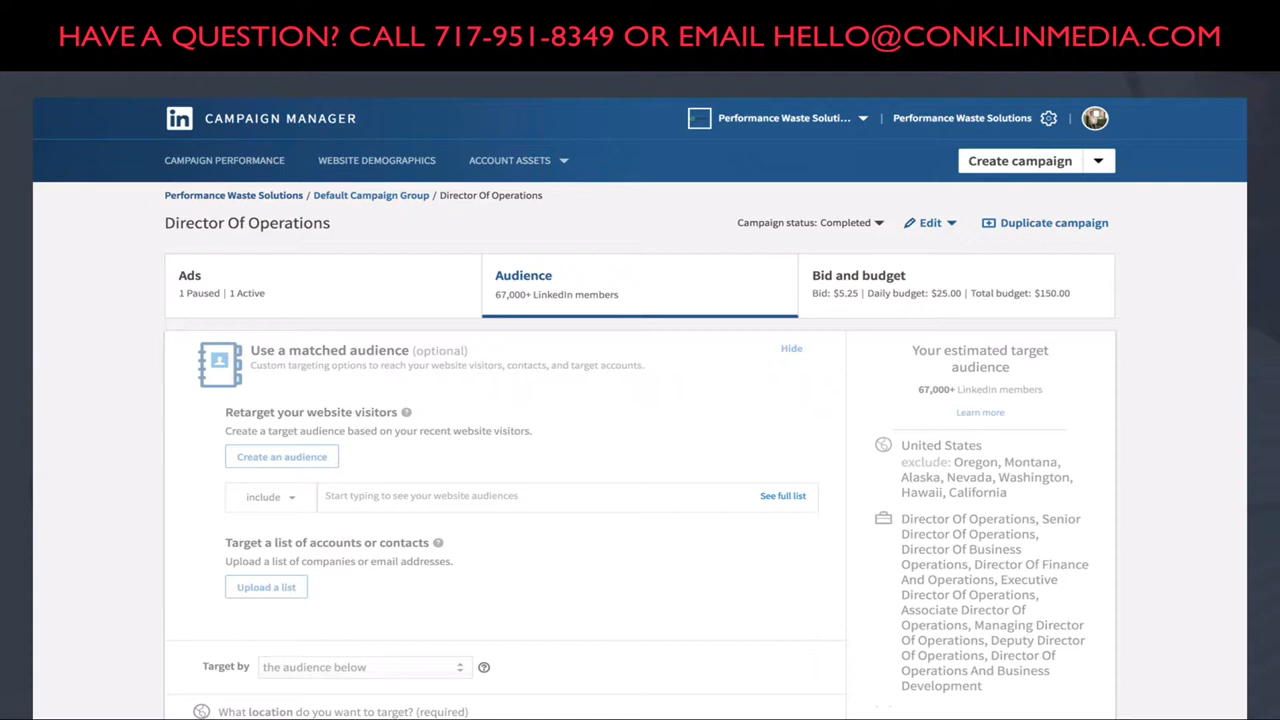 HAVE A QUESTION? CALL 717-951-8349 OR EMAIL HELLO@CONKLINMEDIA.COM
in CAMPAIGN MANAGER
Performance Waste Soluti... | Performance Waste Solutions |
CAMPAIGN PERFORMANCE WEBSITE DEMOGRAPHICS ACCOUNT ASSETS
Create campaign
Performance Waste Solutions / Default Campaign Group / Director Of Operations
Director Of Operations
Campaign status: Completed Edit Duplicate campaign
Ads
1 Paused | 1 Active
Audience
67,000+ LinkedIn members
Bid and budget
Bid: $5.25 | Daily budget: $25.00 | Total budget: $150.00
Use a matched audience (optional)
Hide
Custom targeting options to reach your website visitors, contacts, and target accounts.
Retarget your website visitors ?
Create a target audience based on your recent website visitors.
Create an audience
include Start typing to see your website audiences See full list
Target a list of accounts or contacts ?
Upload a list of companies or email addresses.
Upload a list
Target by the audience below ?
What location do you want to target? (required)
Your estimated target
audience
67,000+ LinkedIn members
Learn more
United States
exclude: Oregon, Montana,
Alaska, Nevada, Washington,
Hawaii, California
Director Of Operations, Senior
Director Of Operations,
Director Of Business
Operations, Director Of Finance
And Operations, Executive
Director Of Operations,
Associate Director Of
Operations, Managing Director
Of Operations, Deputy Director
Of Operations, Director Of
Operations And Business
Development